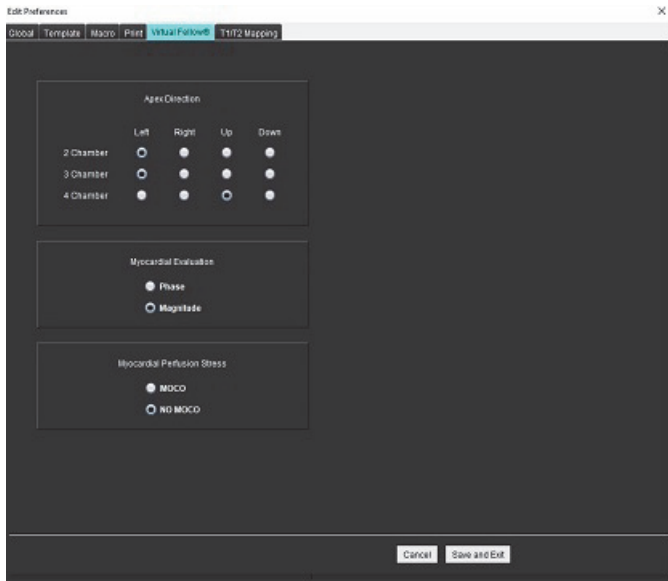 Edit Preferences
Global Template Macro Print Virtual Fellow® T1/T2 Mapping
Apex Direction
Left Right Up Down
2 Chamber
3 Chamber
4 Chamber
Myocardial Evaluation
Phase
Magnitude
Myocardial Perfusion Stress
MOCO
NO MOCO
Cancel Save and Exit